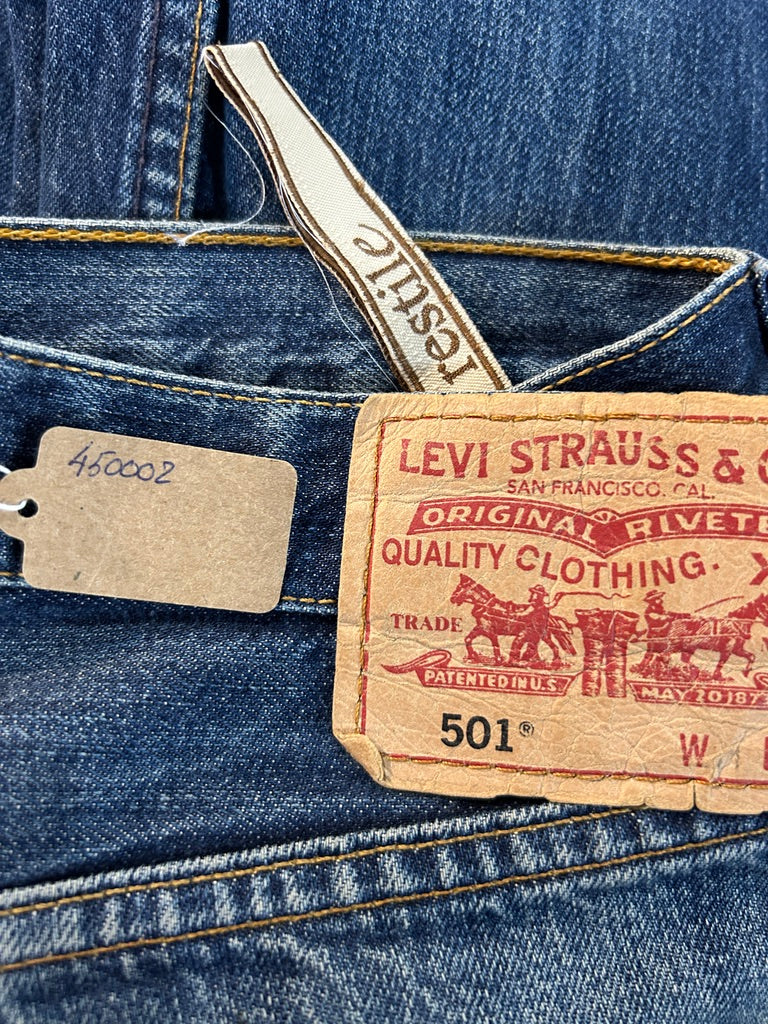 restile
450002
LEVI STRAUSS & C
SAN FRANCISCO, CAL.
ORIGINAL RIVETE
QUALITY CLOTHING.
TRADE
PATENTED IN U.S.
MAY 20 187
501®
W